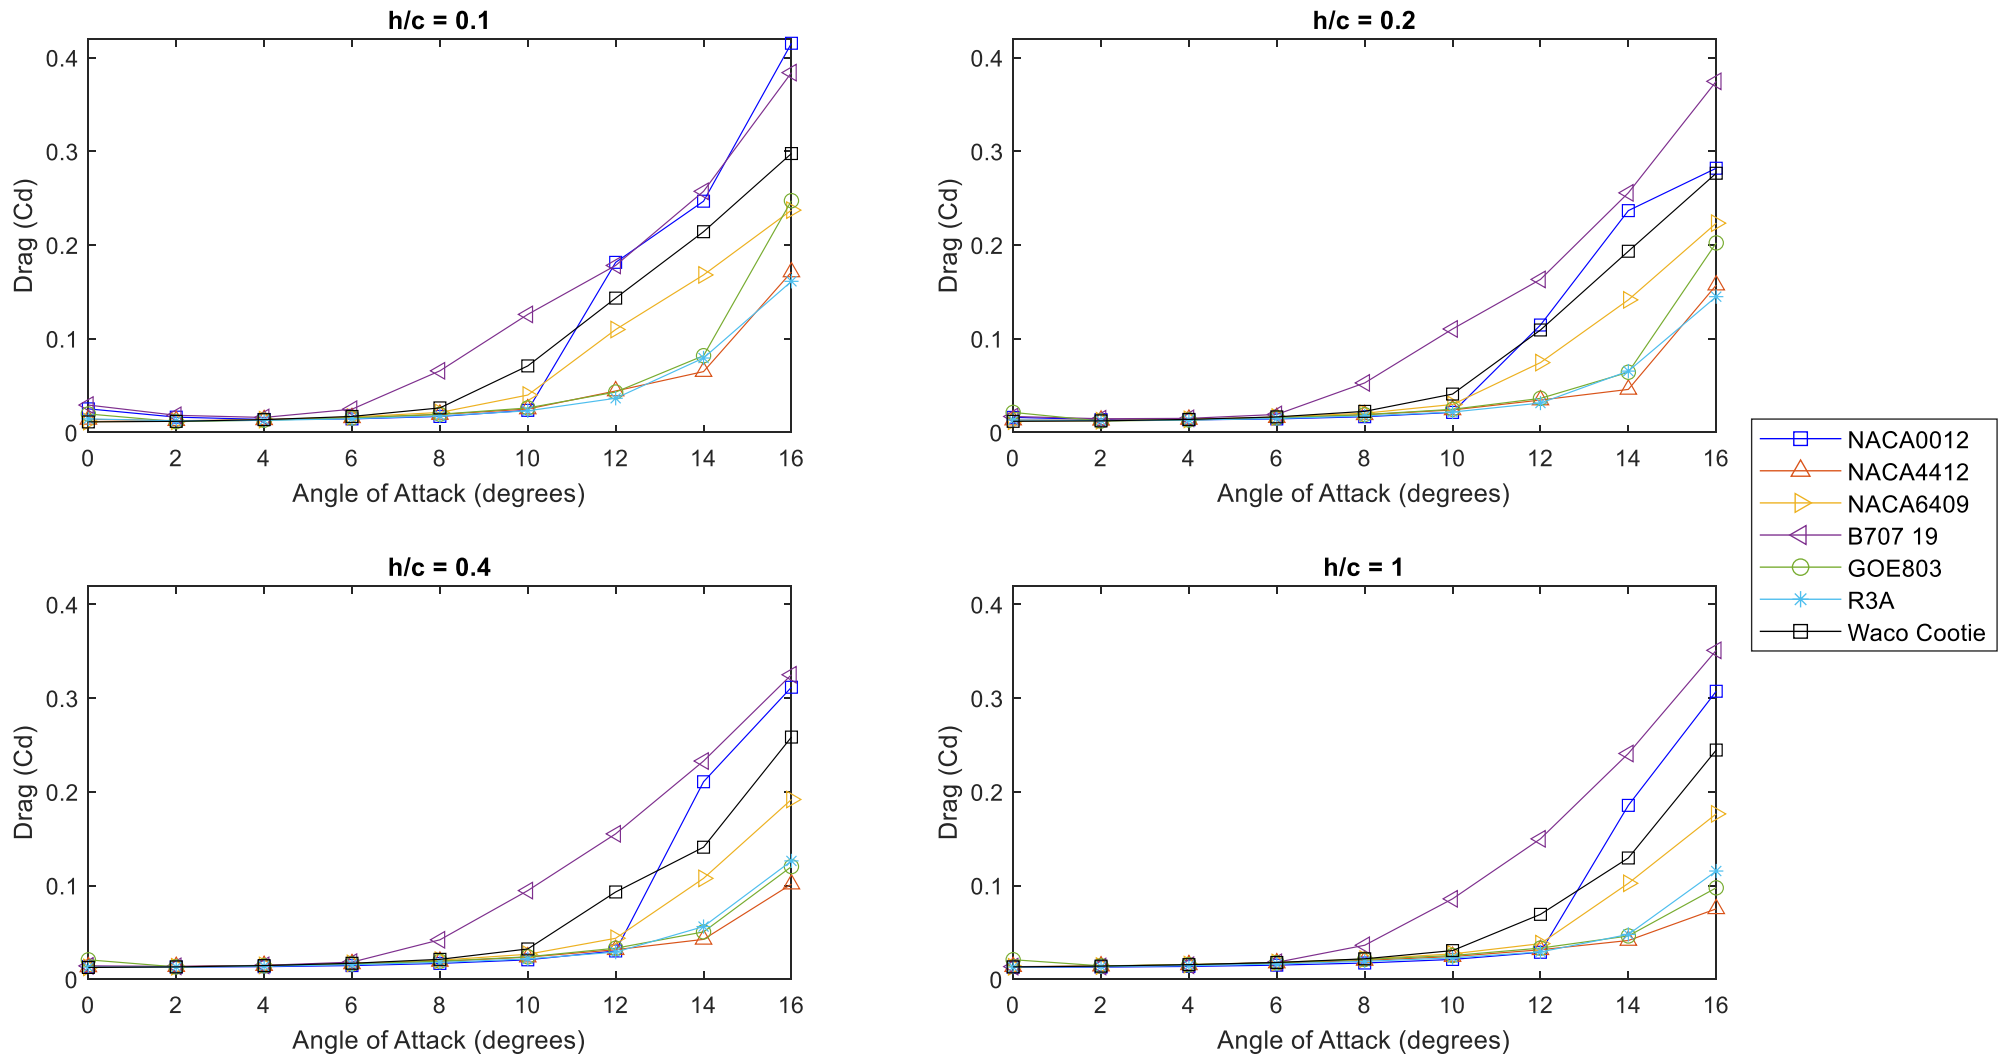 h/c = 0.1
0.4
0.3
0.2
0.1
0
Drag (Cd)
0 2 4 6 8 10 12 14 16
Angle of Attack (degrees)
h/c = 0.2
0.4
0.3
0.2
0.1
0
Drag (Cd)
0 2 4 6 8 10 12 14 16
Angle of Attack (degrees)
h/c = 0.4
0.4
0.3
0.2
0.1
0
Drag (Cd)
0 2 4 6 8 10 12 14 16
Angle of Attack (degrees)
h/c = 1
0.4
0.3
0.2
0.1
0
Drag (Cd)
0 2 4 6 8 10 12 14 16
Angle of Attack (degrees)
NACA0012
NACA4412
NACA6409
B707 19
GOE803
R3A
Waco Cootie